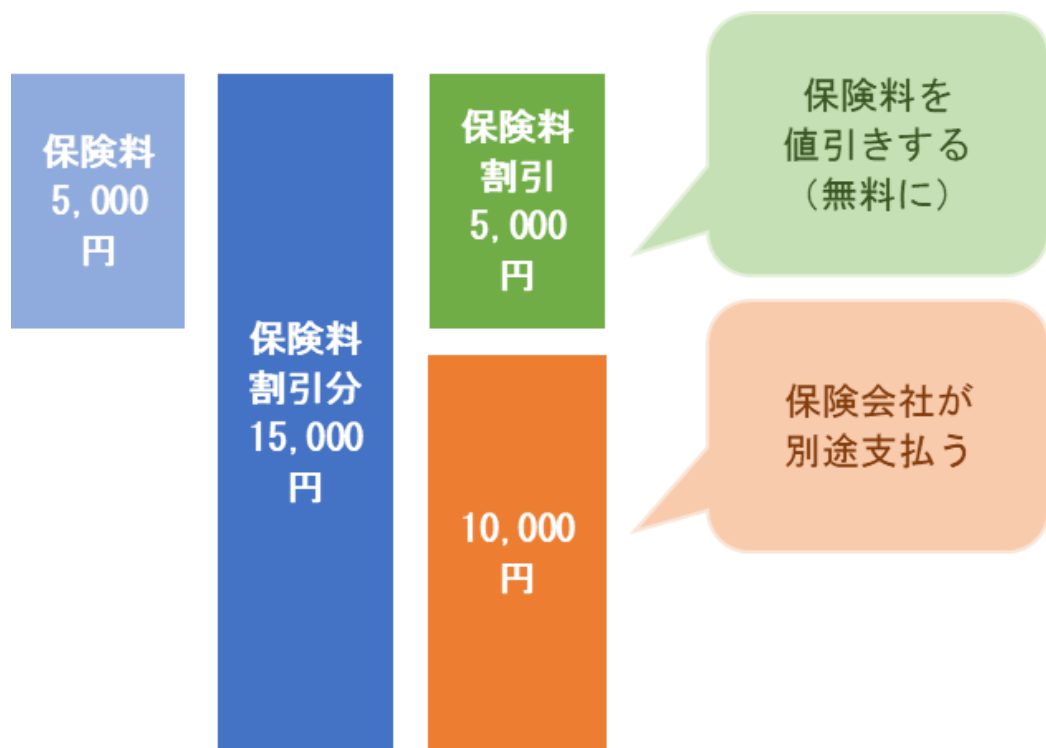 保険料
5,000
円
保険料
割引分
15,000
円
保険料
割引
5,000
円
10,000
円
保険料を
値引きする
（無料に）
保険会社が
別途支払う